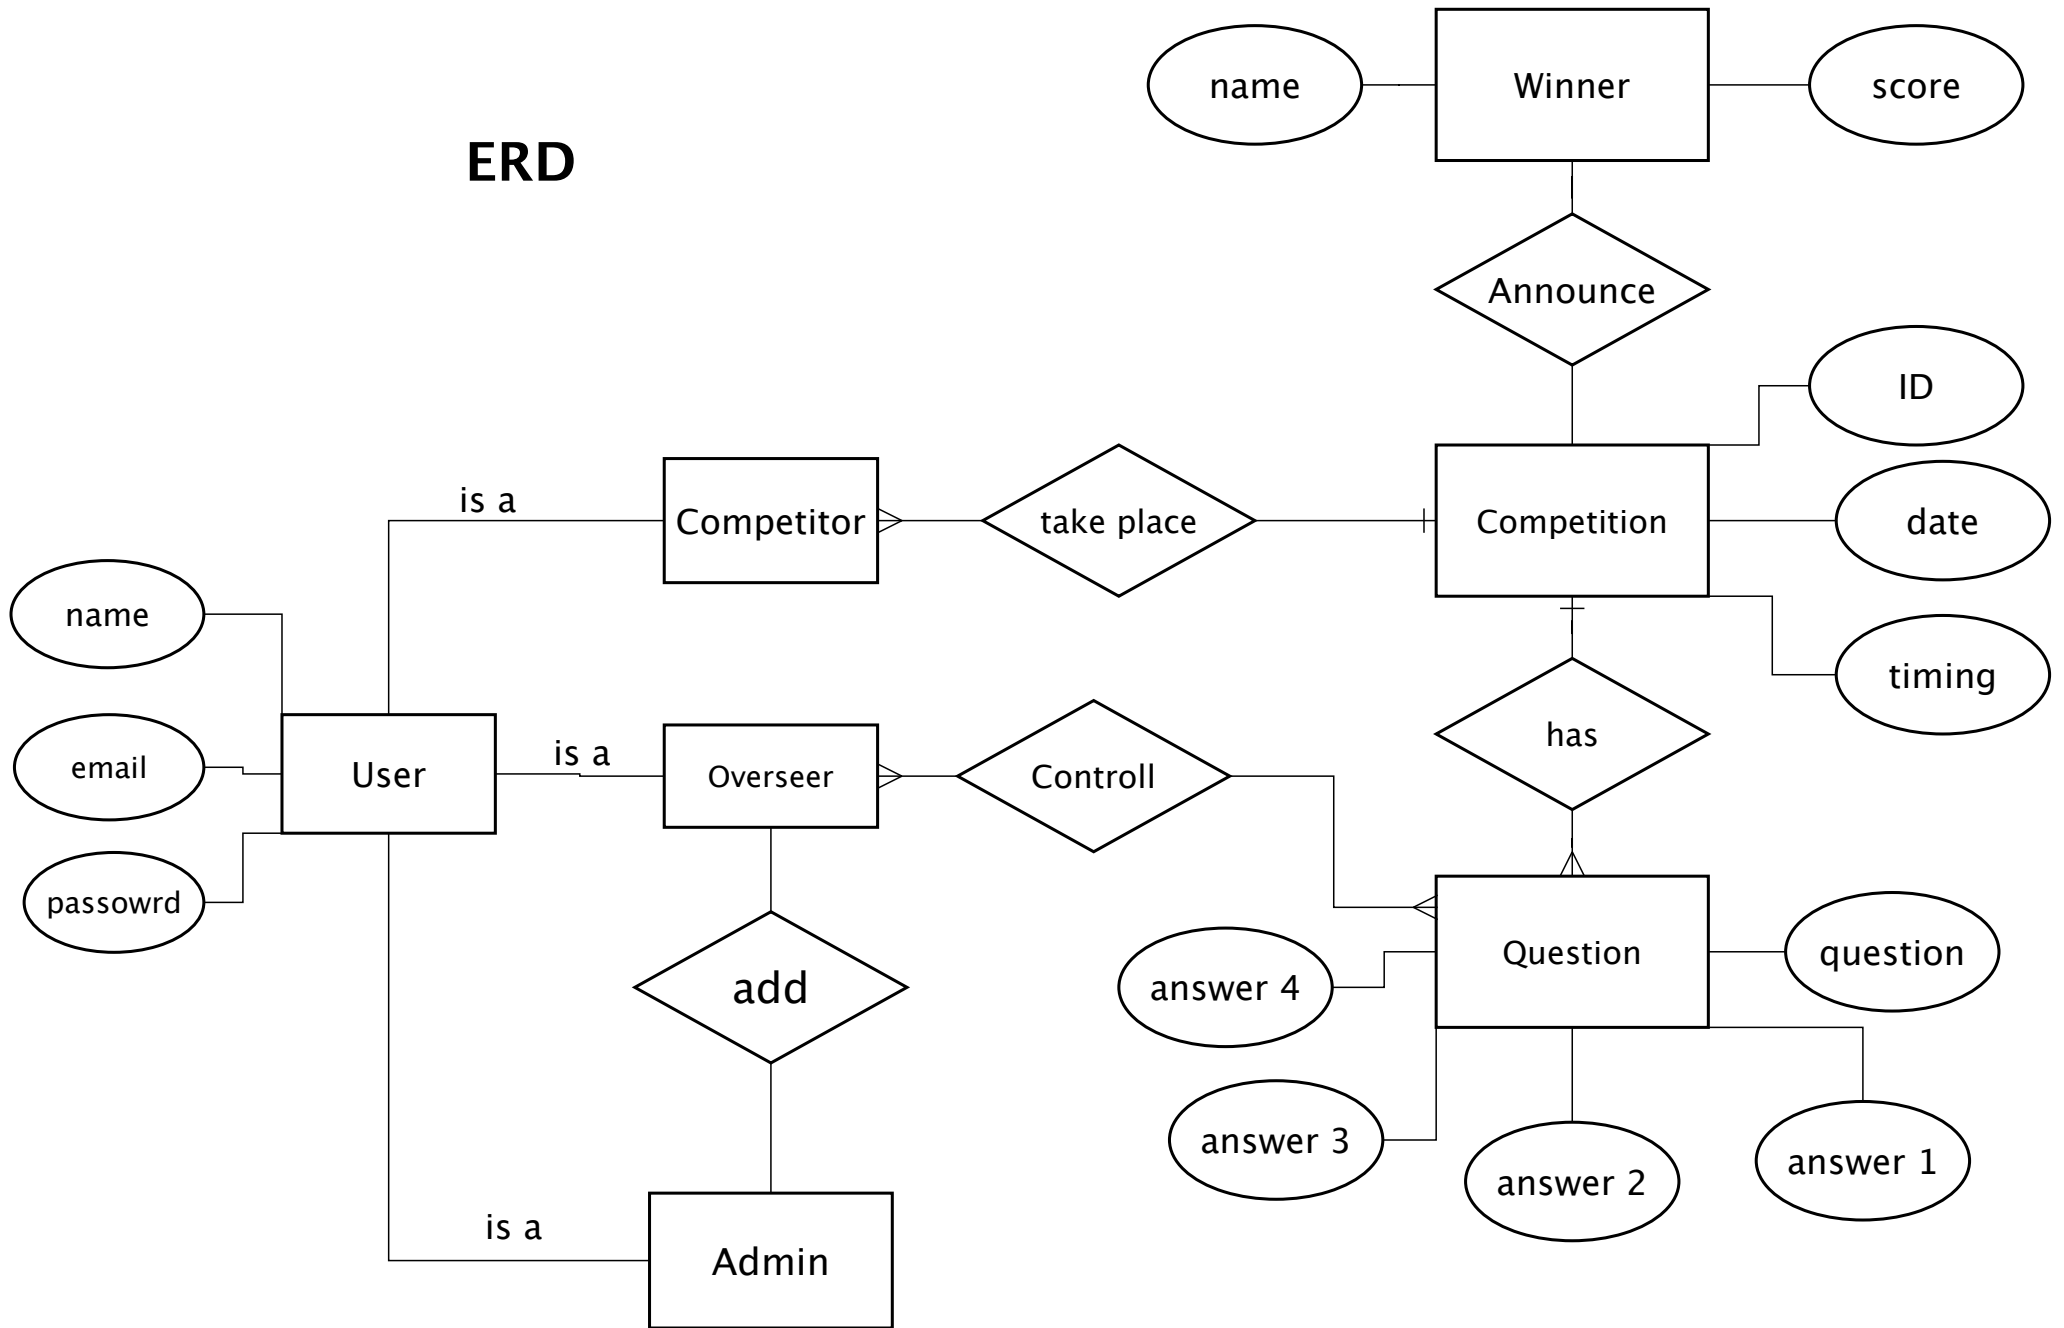 name
Winner
score
ERD
Announce
ID
is a
Competitor
take place
Competition
date
name
timing
is a
has
email
User
Overseer
Controll
passowrd
add
answer 4
Question
question
answer 3
answer 2
answer 1
is a
Admin